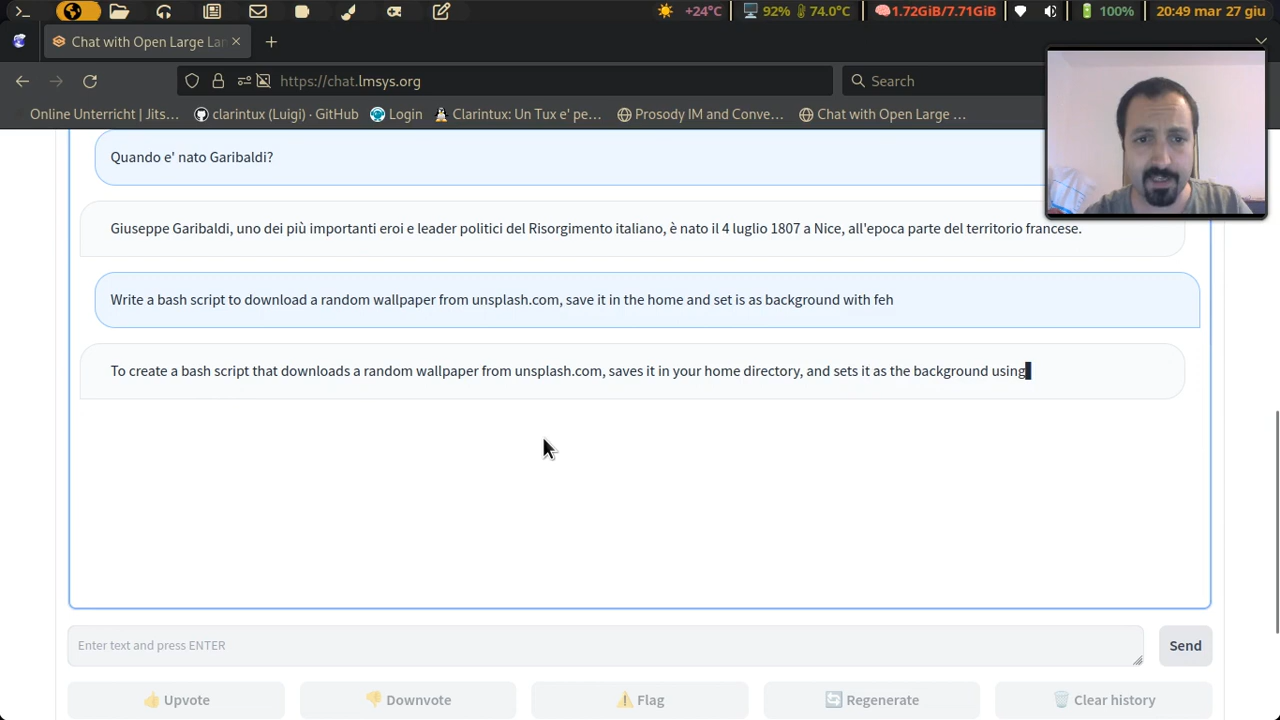 +24°C 92% 74.0°C 1.72GiB/7.71GiB 100% 20:49 mar 27 giu
Chat with Open Large Lar
https://chat.lmsys.org
Search
Online Unterricht | Jits…
clarintux (Luigi) · GitHub
Login
Clarintux: Un Tux e' pe…
Prosody IM and Conve…
Chat with Open Large …
Quando e' nato Garibaldi?
Giuseppe Garibaldi, uno dei più importanti eroi e leader politici del Risorgimento italiano, è nato il 4 luglio 1807 a Nice, all'epoca parte del territorio francese.
Write a bash script to download a random wallpaper from unsplash.com, save it in the home and set is as background with feh
To create a bash script that downloads a random wallpaper from unsplash.com, saves it in your home directory, and sets it as the background using
Enter text and press ENTER
Send
Upvote
Downvote
Flag
Regenerate
Clear history